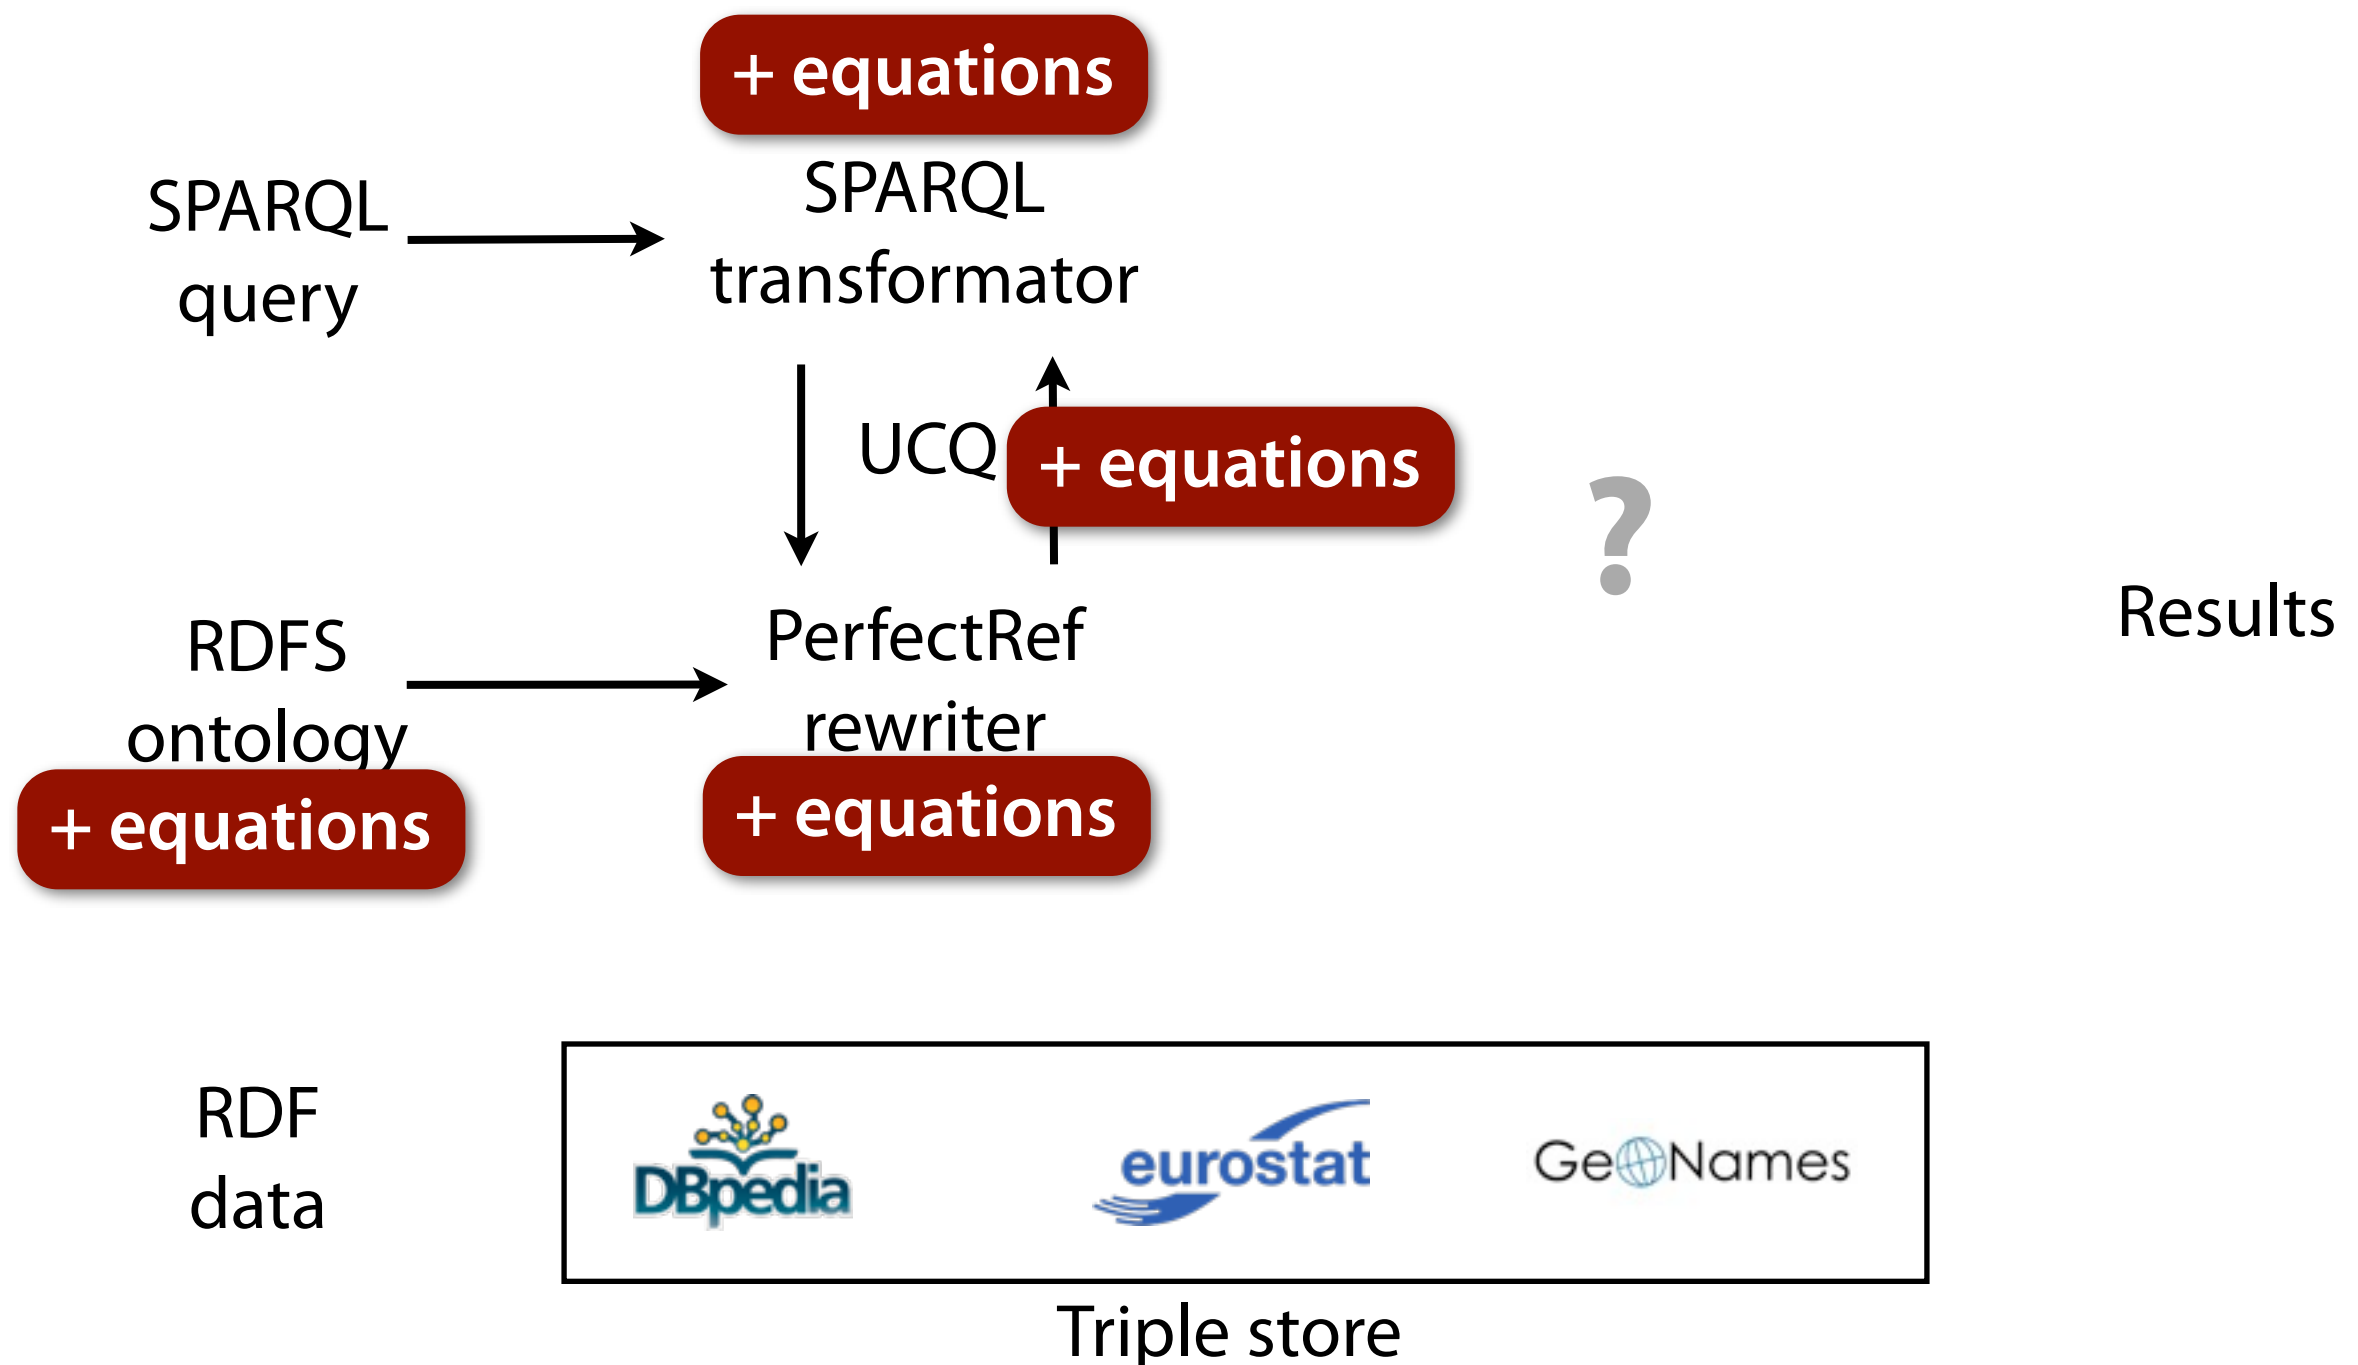 + equations
SPARQL
query
SPARQL
transformator
UCQ
+ equations
?
Results
RDFS
ontology
+ equations
PerfectRef
rewriter
+ equations
RDF
data
DBpedia
eurostat
GeoNames
Triple store